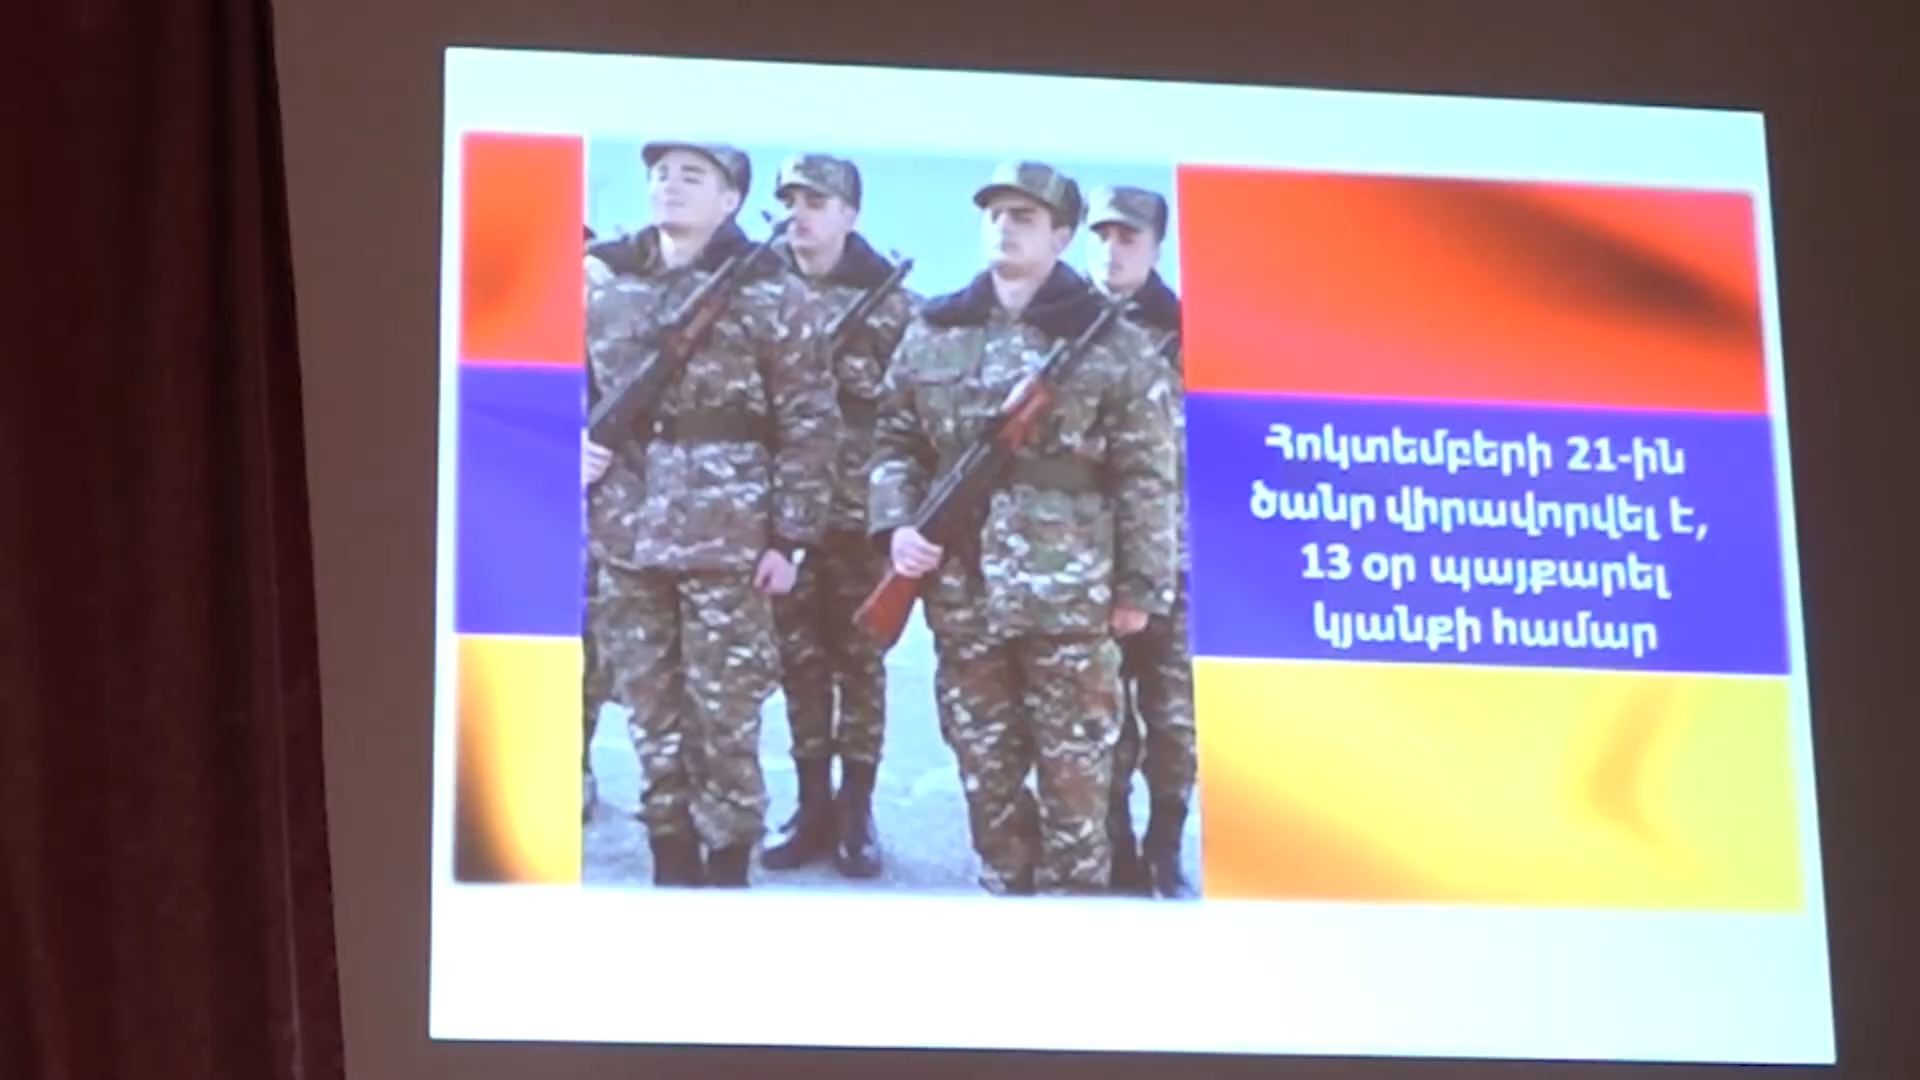 Հոկտեմբերի 21-ին
ծանր վիրավորվել է,
13 օր պայքարել
կյանքի համար